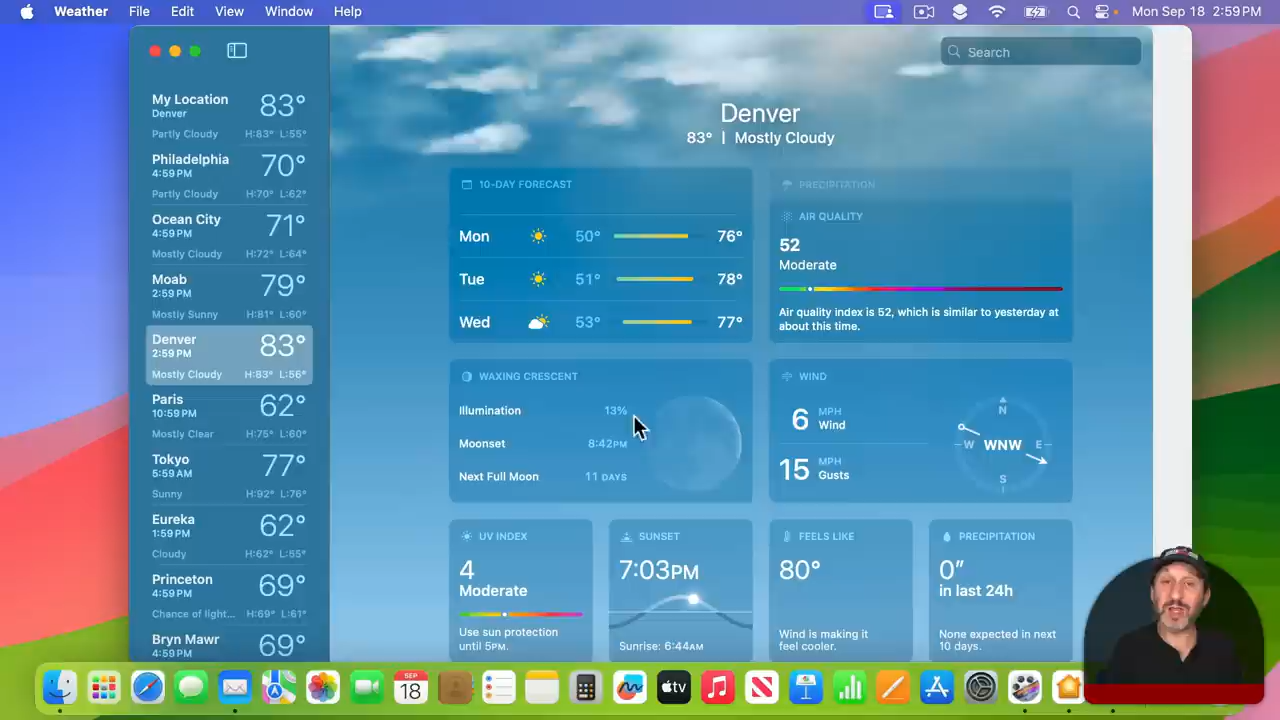 Weather File Edit View Window Help
Mon Sep 18 2:59 PM
My Location 83°
Denver
Partly Cloudy H:83° L:55°
Philadelphia 70°
4:59 PM
Partly Cloudy H:70° L:62°
Ocean City 71°
4:59 PM
Mostly Cloudy H:72° L:64°
Moab 79°
2:59 PM
Mostly Sunny H:81° L:60°
Denver 83°
2:59 PM
Mostly Cloudy H:83° L:56°
Paris 62°
10:59 PM
Mostly Clear H:75° L:60°
Tokyo 77°
5:59 AM
Sunny H:92° L:76°
Eureka 62°
1:59 PM
Cloudy H:62° L:55°
Princeton 69°
4:59 PM
Chance of light... H:69° L:61°
Bryn Mawr 69°
Search
Denver
83° | Mostly Cloudy
10-DAY FORECAST
Mon 50° 76°
Tue 51° 78°
Wed 53° 77°
PRECIPITATION
AIR QUALITY
52
Moderate
Air quality index is 52, which is similar to yesterday at
about this time.
WAXING CRESCENT
Illumination 13%
Moonset 8:42PM
Next Full Moon 11 DAYS
WIND
6 MPH
Wind
15 MPH
Gusts
N
W WNW E
S
UV INDEX
4
Moderate
Use sun protection
until 5PM.
SUNSET
7:03PM
Sunrise: 6:44AM
FEELS LIKE
80°
Wind is making it
feel cooler.
PRECIPITATION
0”
in last 24h
None expected in next
10 days.
SEP
18
tv